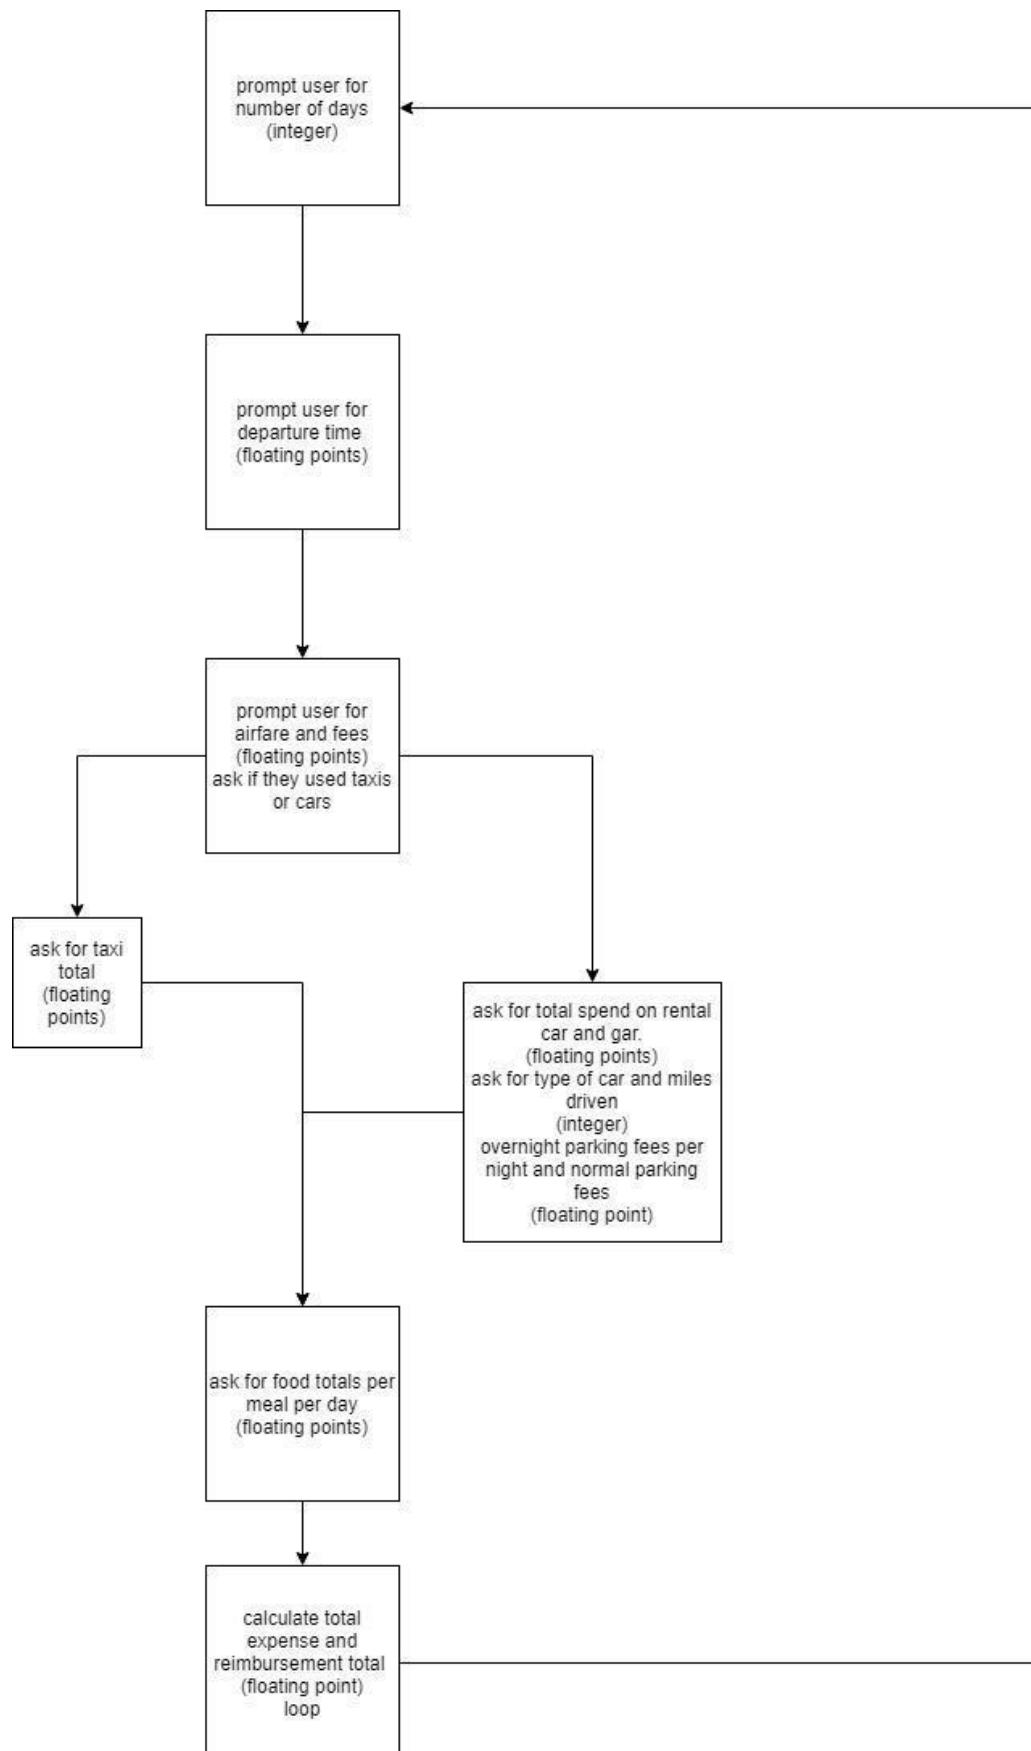 prompt user for
number of days
(integer)
prompt user for
departure time
(floating points)
prompt user for
airfare and fees
(floating points)
ask if they used taxis
or cars
ask for taxi
total
(floating
points)
ask for total spend on rental
car and gar.
(floating points)
ask for type of car and miles
driven
(integer)
overnight parking fees per
night and normal parking
fees
(floating point)
ask for food totals per
meal per day
(floating points)
calculate total
expense and
reimbursement total
(floating point)
loop